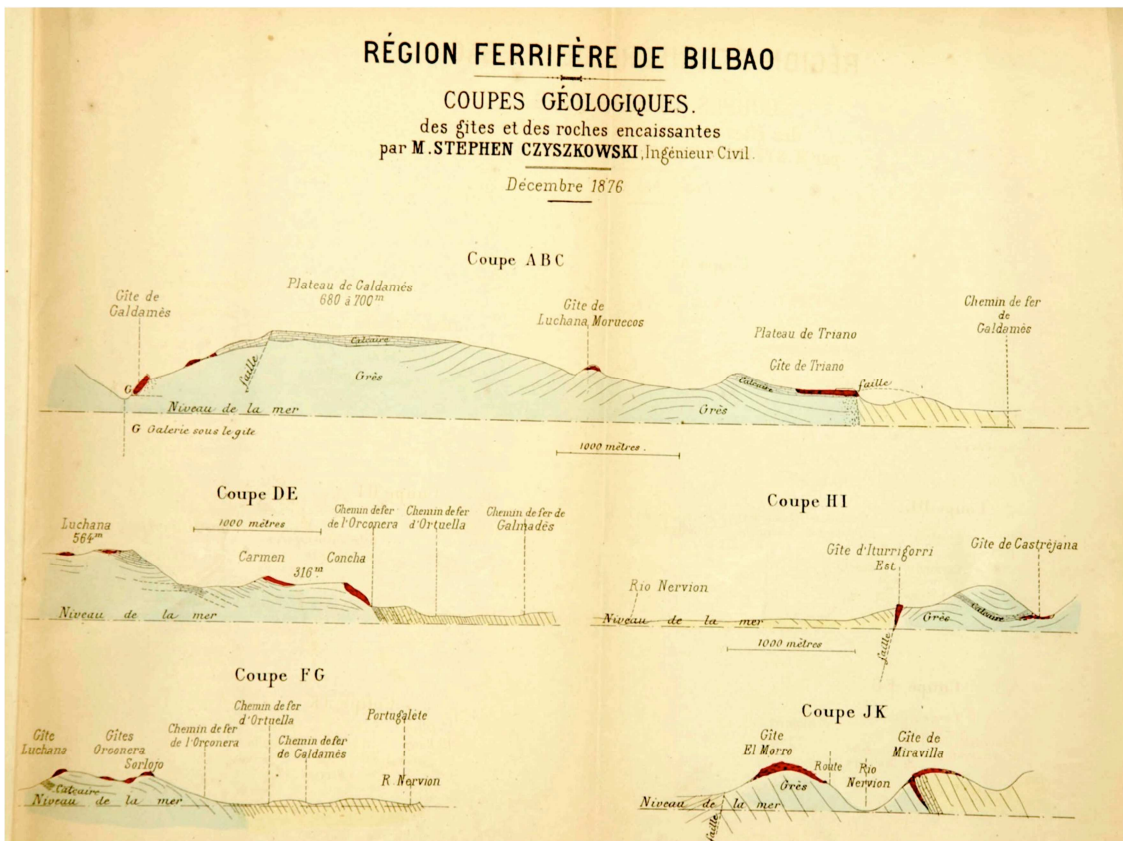 RÉGION FERRIFÈRE DE BILBAO
COUPES GÉOLOGIQUES.
des gîtes et des roches encaissantes
par M. STEPHEN CZYSZKOWSKI, Ingénieur Civil.
Décembre 1876
Coupe ABC
Gîte de
Galdamés
Plateau de Galdamés
680 á 700m
Gîte de
Luchana, Moruecos
Plateau de Triano
Gîte de Triano
Chemin de fer
de
Galdamés
Calcaire
faille
Grès
G
Niveau de la mer
Calcaire
Grès
faille
G Galerie sous le gîte
1000 mètres.
Coupe DE
Luchana
564m
1000 mètres
Chemin de fer
de l'Orconera
Chemin de fer
d'Ortuella
Chemin de fer de
Galmadés
Carmen
316m
Concha
Niveau de la mer
Coupe HI
Rio Nervion
Gîte d'Iturrigorri
Est
Gîte de Castréjana
Niveau de la mer
Grès
Calcaire
faille
1000 mètres
Coupe FG
Gîte
Luchana
Gîtes
Orconera
Sorlojo
Chemin de fer
de l'Orconera
Chemin de fer
d'Ortuella
Chemin de fer
de Galdamés
Portugalete
R Nervion
Calcaire
Niveau de la mer
Coupe JK
Gîte
El Morro
Route
Rio
Nervion
Gîte de
Miravilla
Grès
Niveau de la mer
faille